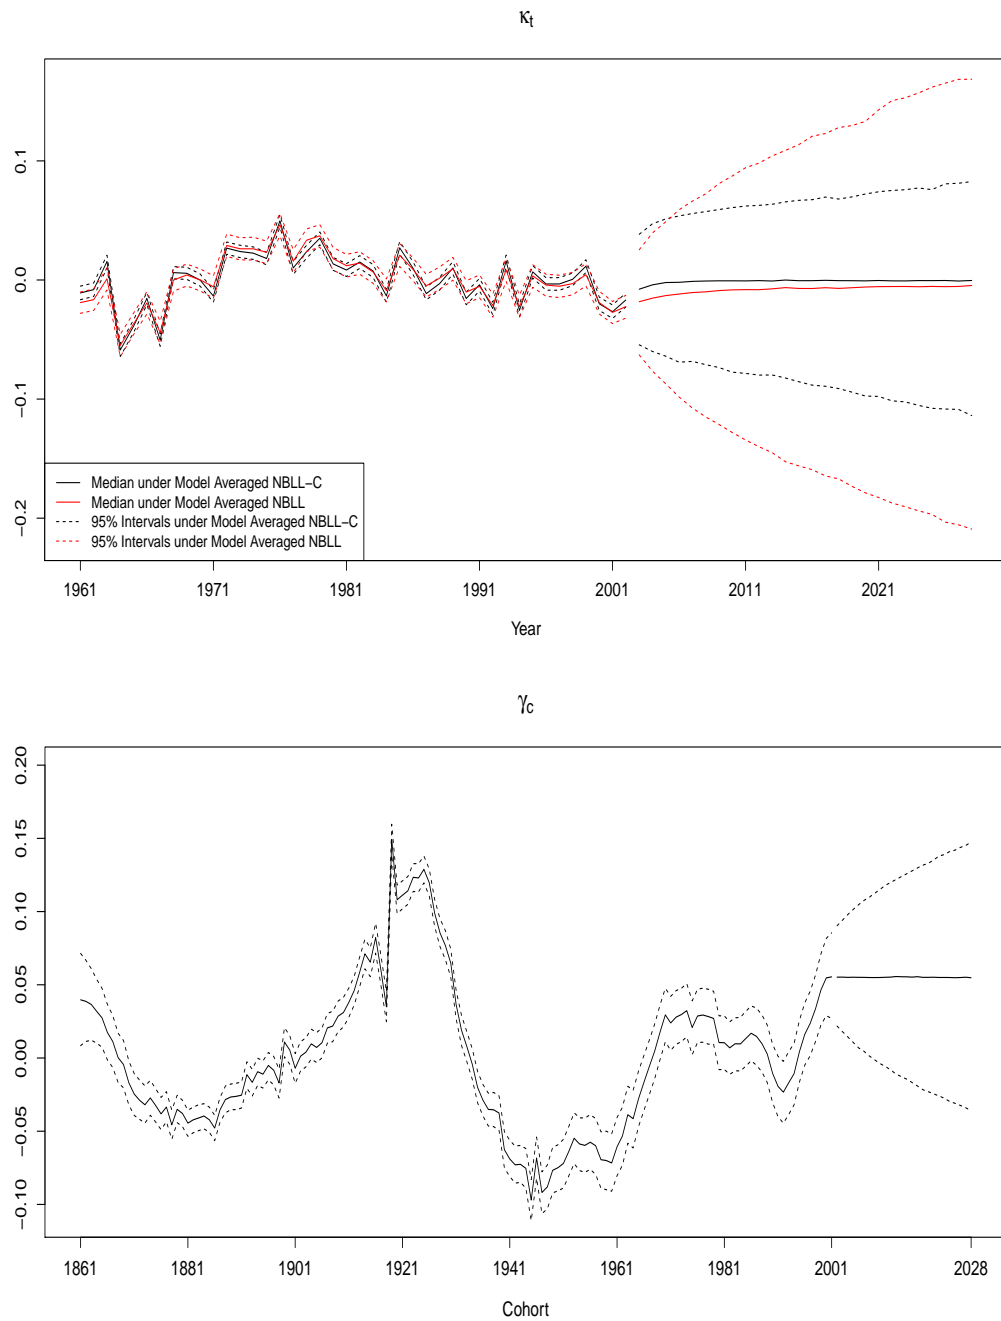 κt
0.1
0.0
−0.1
−0.2
Median under Model Averaged NBLL−C
Median under Model Averaged NBLL
95% Intervals under Model Averaged NBLL−C
95% Intervals under Model Averaged NBLL
1961 1971 1981 1991 2001 2011 2021
Year
γc
0.20
0.15
0.10
0.05
0.00
−0.05
−0.10
1861 1881 1901 1921 1941 1961 1981 2001 2028
Cohort